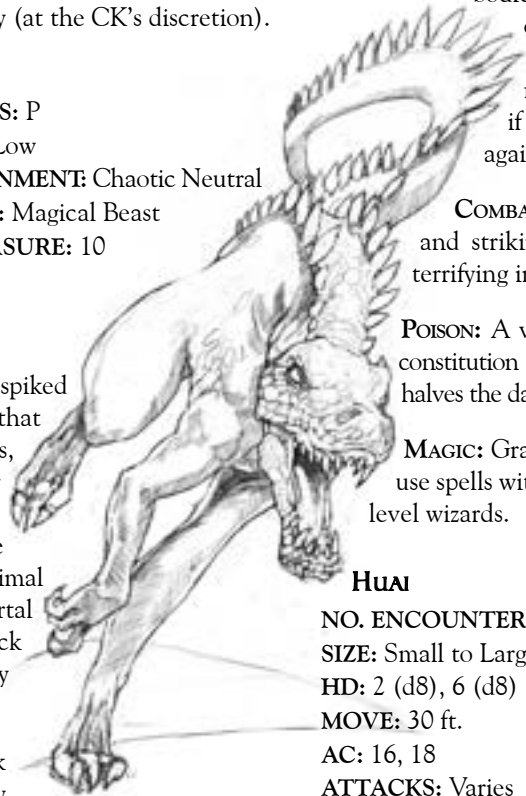 (at the CK's discretion).
S: P
Low
NMENT: Chaotic Neutral
: Magical Beast
ASURE: 10
spiked
that
s,
e
imal
rtal
ck
y
k
if
agai
COMBA
and striki
terrifying i
POISON: A
constitution
halves the da
MAGIC: Gra
use spells wit
level wizards.
HUAI
NO. ENCOUNTER
SIZE: Small to Larg
HD: 2 (d8), 6 (d8)
MOVE: 30 ft.
AC: 16, 18
ATTACKS: Varies